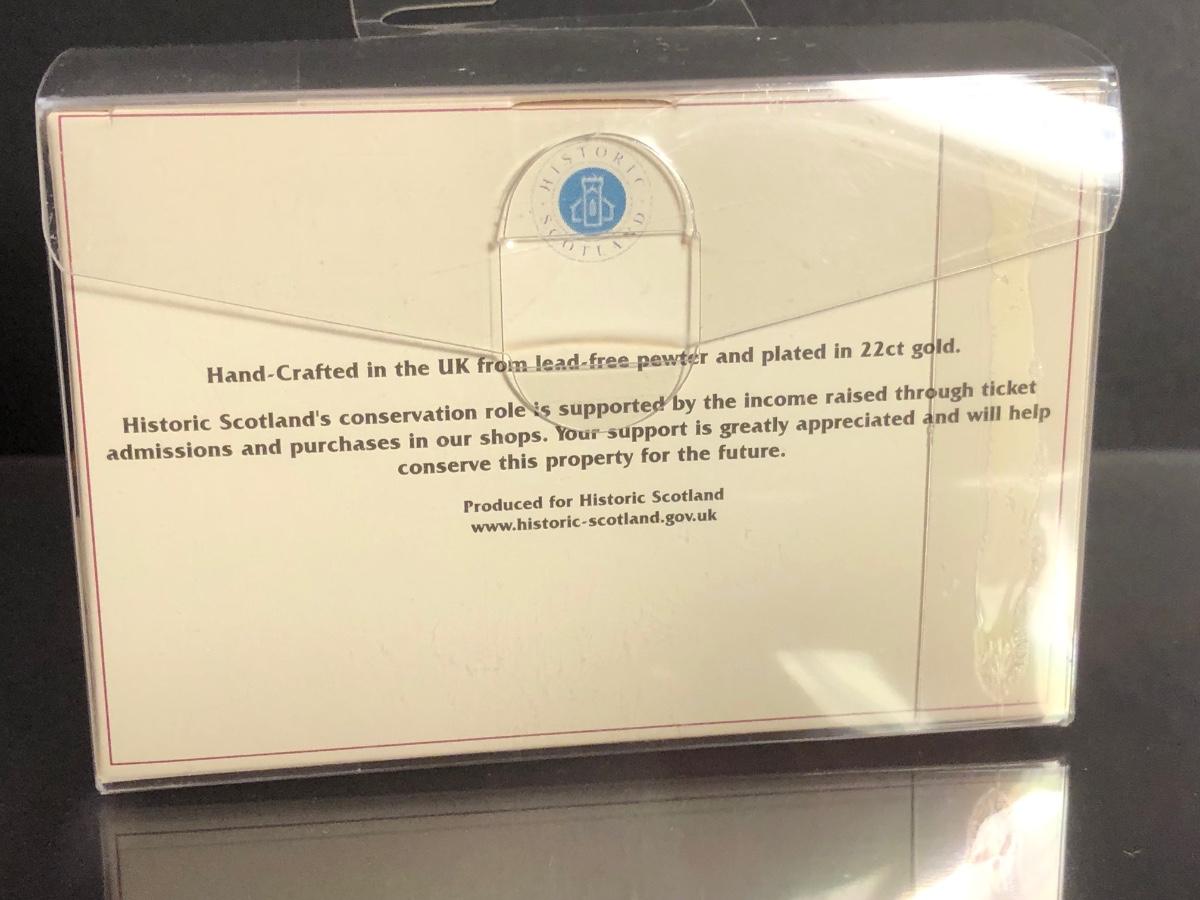 HISTORIC
SCOTLAND
Hand-Crafted in the UK from lead-free pewter and plated in 22ct gold.
Historic Scotland's conservation role is supported by the income raised through ticket
admissions and purchases in our shops. Your support is greatly appreciated and will help
conserve this property for the future.
Produced for Historic Scotland
www.historic-scotland.gov.uk